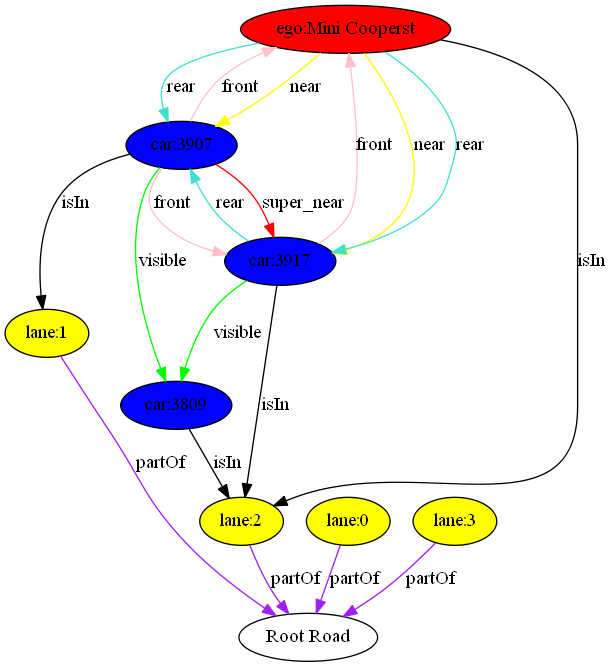 ego:Mini Cooperst
rear
front
near
car:3907
front
near
rear
isIn
front
rear
super_near
visible
car:3917
isIn
lane:1
visible
car:3809
isIn
partOf
isIn
lane:2
lane:0
lane:3
partOf
partOf
partOf
Root Road